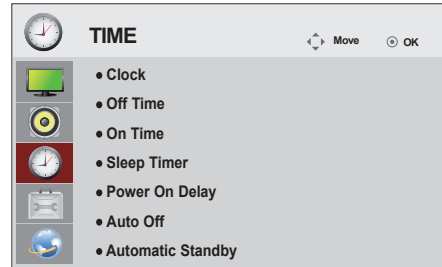 TIME
Move OK
• Clock
• Off Time
• On Time
• Sleep Timer
• Power On Delay
• Auto Off
• Automatic Standby